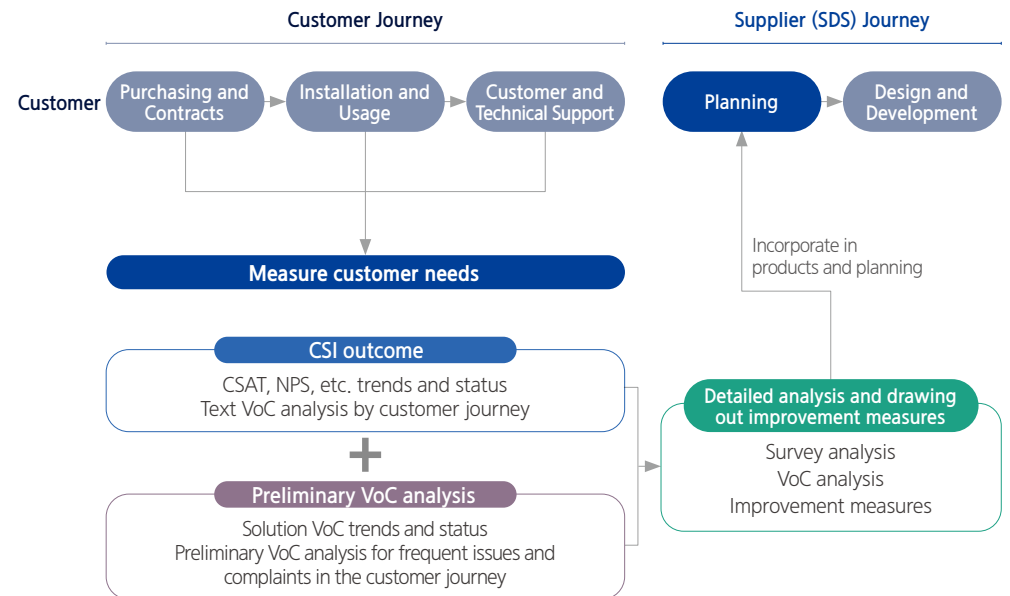 Customer Journey
Supplier (SDS) Journey
Customer
Purchasing and
Contracts
Installation and
Usage
Customer and
Technical Support
Planning
Design and
Development
Measure customer needs
Incorporate in
products and planning
CSI outcome
CSAT, NPS, etc. trends and status
Text VoC analysis by customer journey
+
Preliminary VoC analysis
Solution VoC trends and status
Preliminary VoC analysis for frequent issues and
complaints in the customer journey
Detailed analysis and drawing
out improvement measures
Survey analysis
VoC analysis
Improvement measures